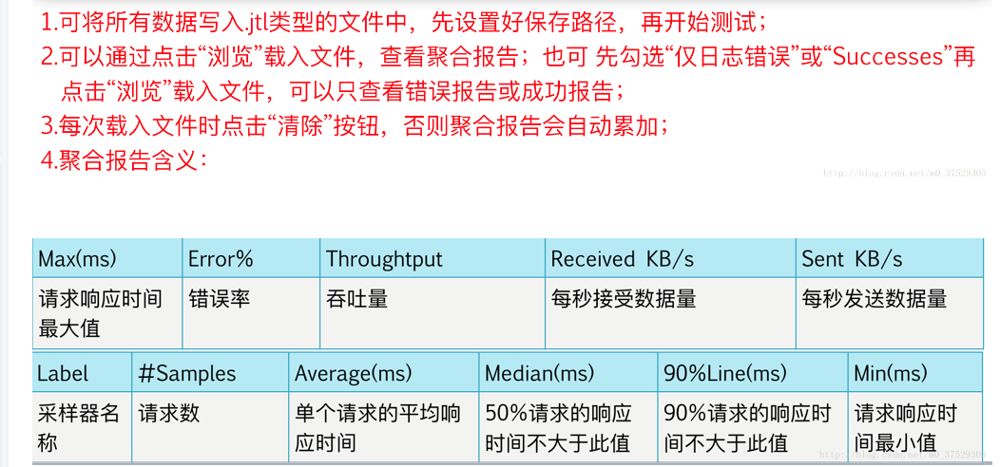 1.可将所有数据写入.jtl类型的文件中，先设置好保存路径，再开始测试；
2.可以通过点击“浏览”载入文件，查看聚合报告；也可 先勾选“仅日志错误”或“Successes”再
点击“浏览”载入文件，可以只查看错误报告或成功报告；
3.每次载入文件时点击“清除”按钮，否则聚合报告会自动累加；
4.聚合报告含义：
http://blog.csdn.net/m0_37529303
Max(ms) Error% Throughtput Received KB/s Sent KB/s
请求响应时间 错误率 吞吐量 每秒接受数据量 每秒发送数据量
最大值
Label #Samples Average(ms) Median(ms) 90%Line(ms) Min(ms)
采样器名 请求数 单个请求的平均响 50%请求的响应 90%请求的响应时 请求响应时
称 应时间 时间不大于此值 间不大于此值 间最小值
http://blog.csdn.net/m0_37529303